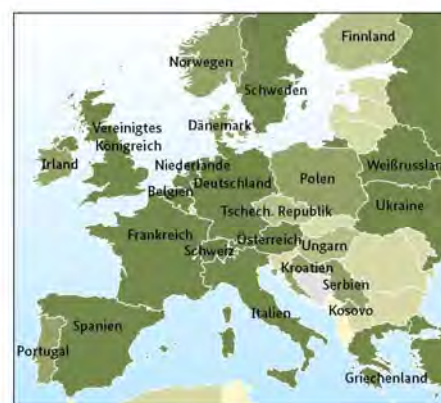 Finnland
Norwegen
Schweden
Dänemark
Vereinigtes
Königreich
Irland
Niederlande
Weißrussland
Belgien
Deutschland
Polen
Tschech. Republik
Ukraine
Frankreich
Österreich
Schweiz
Ungarn
Kroatien
Serbien
Kosovo
Italien
Spanien
Portugal
Griechenland